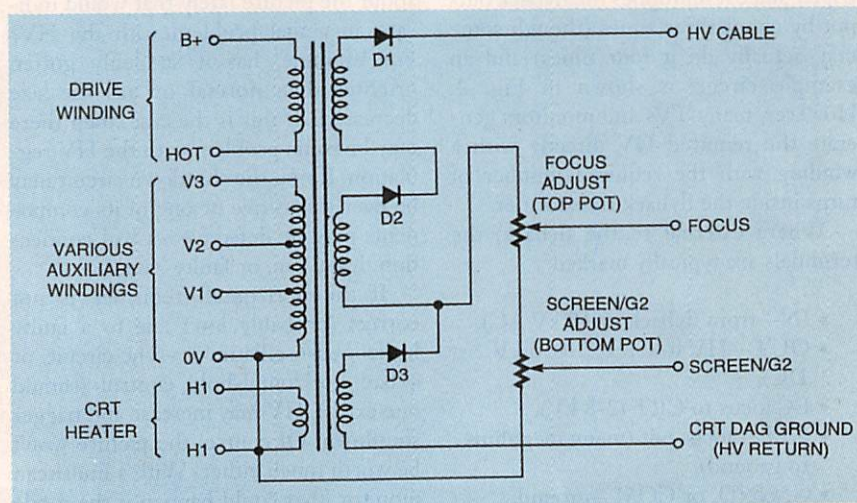 B+
DRIVE
WINDING
HOT
V3
V2
VARIOUS
AUXILIARY
WINDINGS
V1
0V
H1
CRT
HEATER
H1
D1
HV CABLE
D2
FOCUS
ADJUST
(TOP POT)
FOCUS
SCREEN/G2
ADJUST
(BOTTOM POT)
D3
SCREEN/G2
CRT DAG GROUND
(HV RETURN)